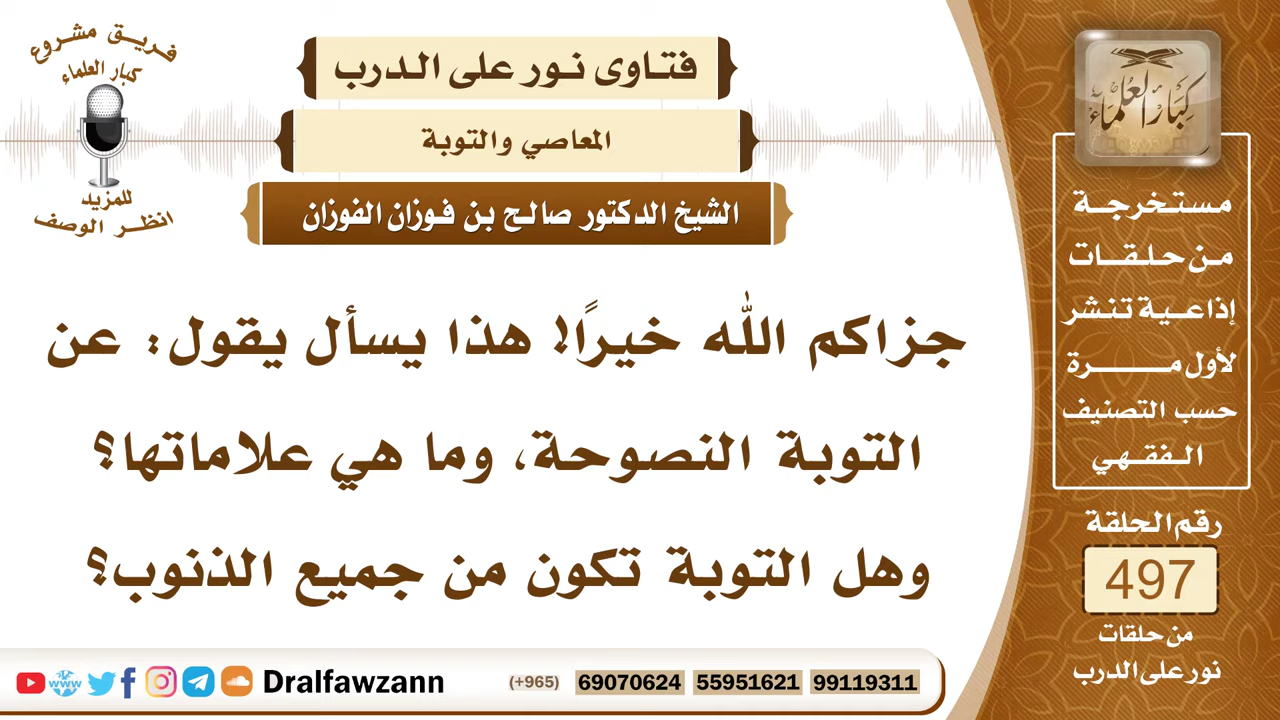 فريق مشروع
كبار العلماء
للمزيد
انظر الوصف
فتاوى نور على الدرب
المعاصي والتوبة
الشيخ الدكتور صالح بن فوزان الفوزان
جزاكم الله خيرًا! هذا يسأل يقول: عن
التوبة النصوحة، وما هي علاماتها؟
وهل التوبة تكون من جميع الذنوب؟
كبار العلماء
مستخرجة
من حلقات
إذاعية تنشر
لأول مرة
حسب التصنيف
الفقهي
رقم الحلقة
497
من حلقات
نور على الدرب
www Dralfawzann (+965) 69070624 55951621 99119311